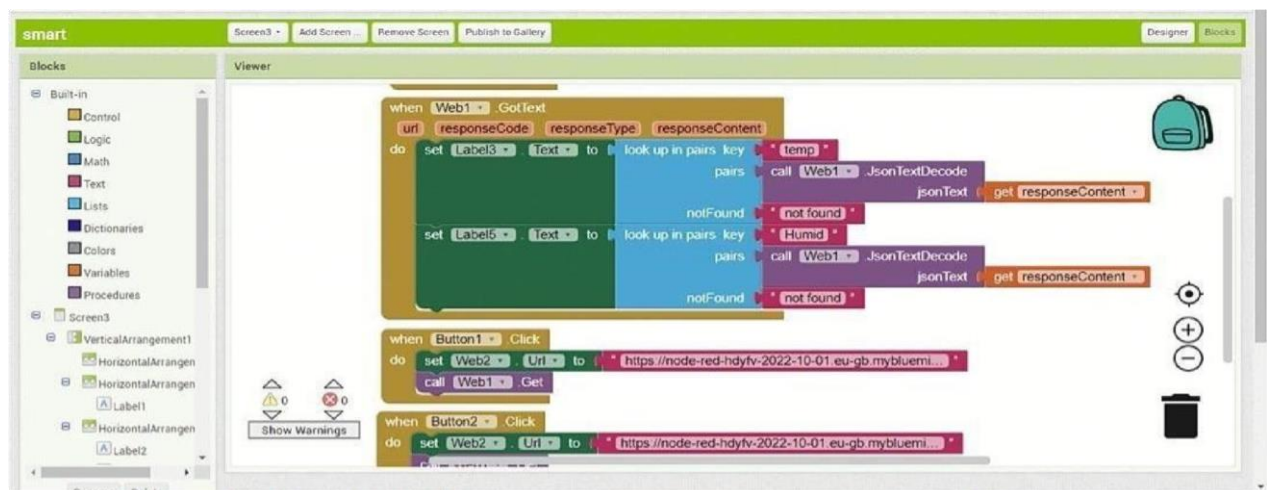 smart Screen3 Add Screen ... Remove Screen Publish to Gallery Designer Blocks
Blocks Viewer
Built-in
Control
Logic
Math
Text
Lists
Dictionaries
Colors
Variables
Procedures
Screen3
VerticalArrangement1
HorizontalArrangen
HorizontalArrangen
Label1
HorizontalArrangen
Label2
when Web1 .GotText
url responseCode responseType responseContent
do set Label3 . Text to look up in pairs key " temp "
pairs call Web1 .JsonTextDecode
jsonText get responseContent
notFound " not found "
set Label5 . Text to look up in pairs key " Humid "
pairs call Web1 .JsonTextDecode
jsonText get responseContent
notFound " not found "
when Button1 .Click
do set Web2 . Url to " https://node-red-hdyfv-2022-10-01.eu-gb.mybluemi... "
call Web1 .Get
when Button2 .Click
do set Web2 . Url to " https://node-red-hdyfv-2022-10-01.eu-gb.mybluemi... "
0 0
Show Warnings